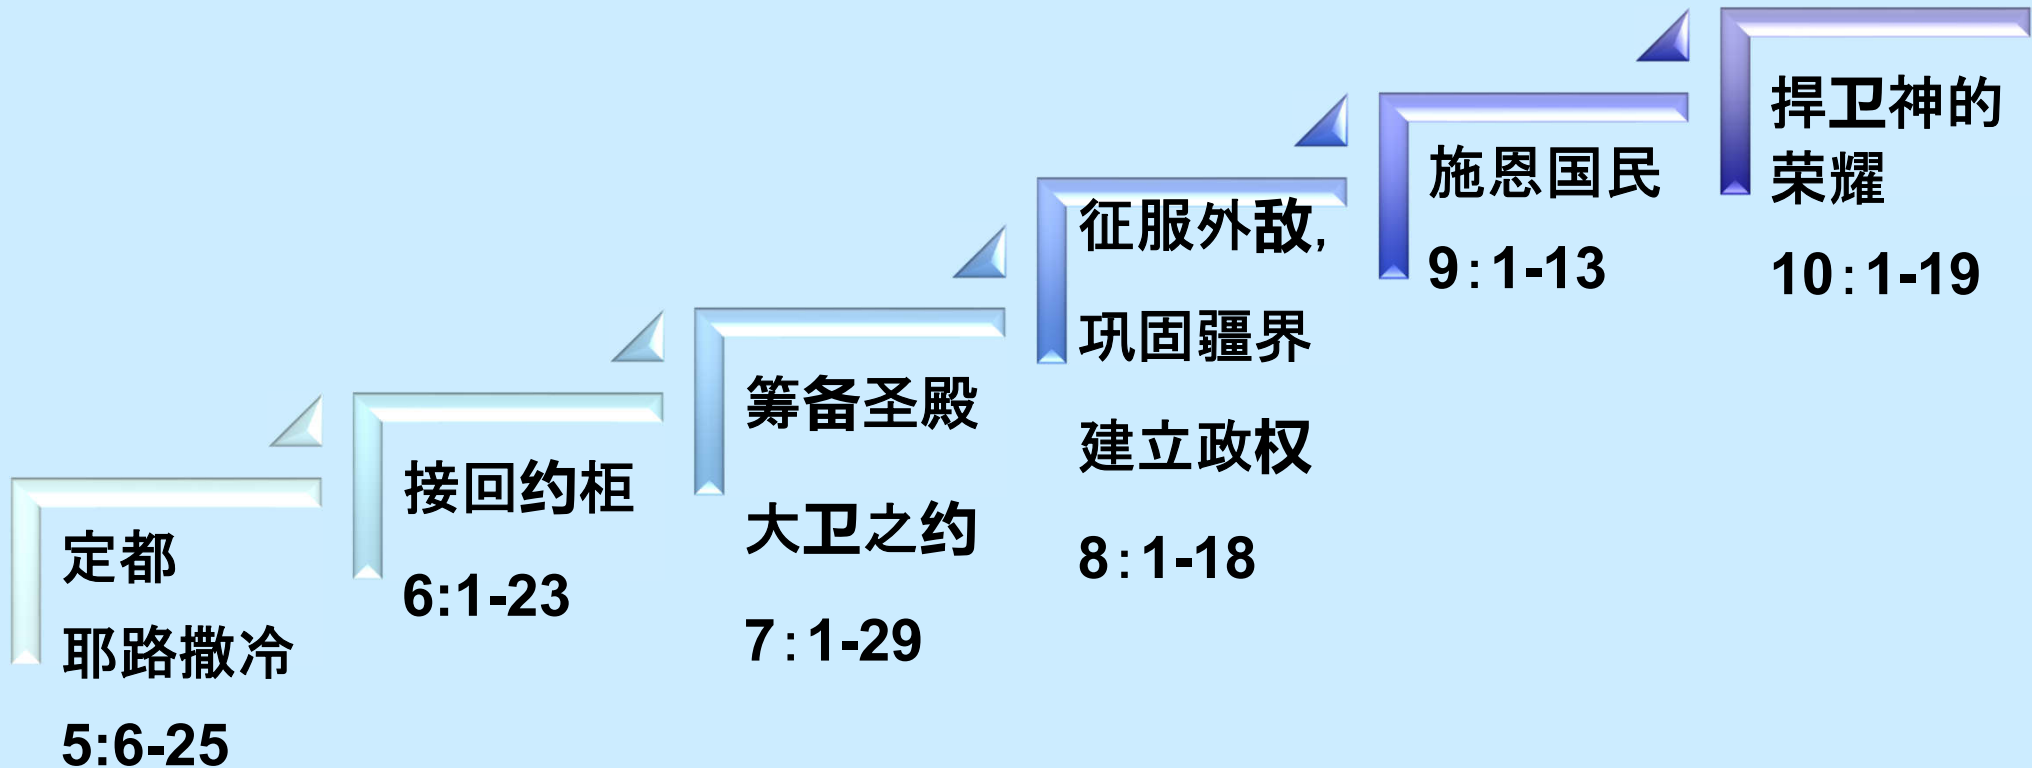 定都
耶路撒冷
5:6-25
接回约柜
6:1-23
筹备圣殿
大卫之约
7：1-29
征服外敌,
巩固疆界
建立政权
8：1-18
施恩国民
9：1-13
捍卫神的
荣耀
10：1-19